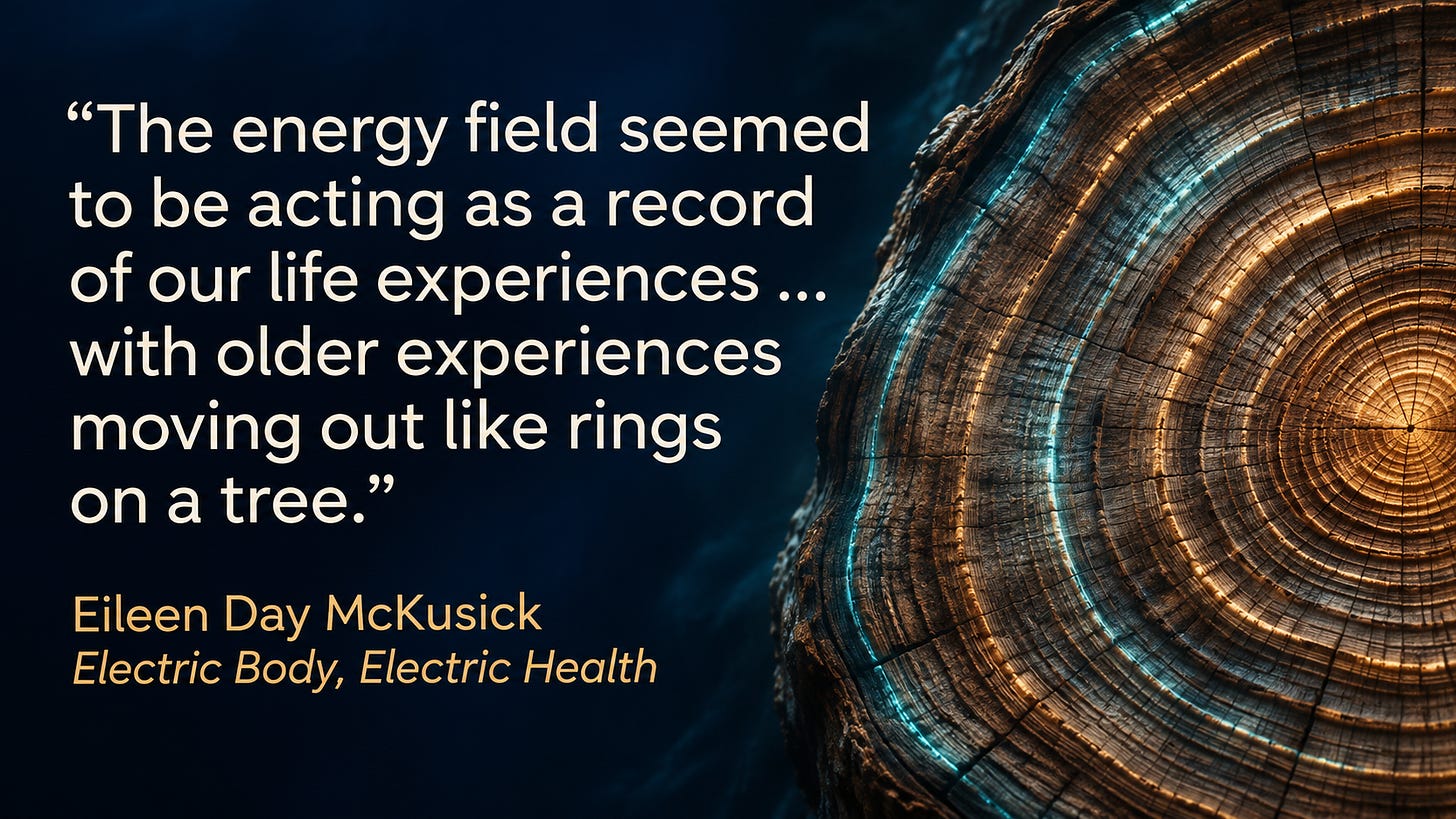 “The energy field seemed
to be acting as a record
of our life experiences ...
with older experiences
moving out like rings
on a tree.”
Eileen Day McKusick
Electric Body, Electric Health